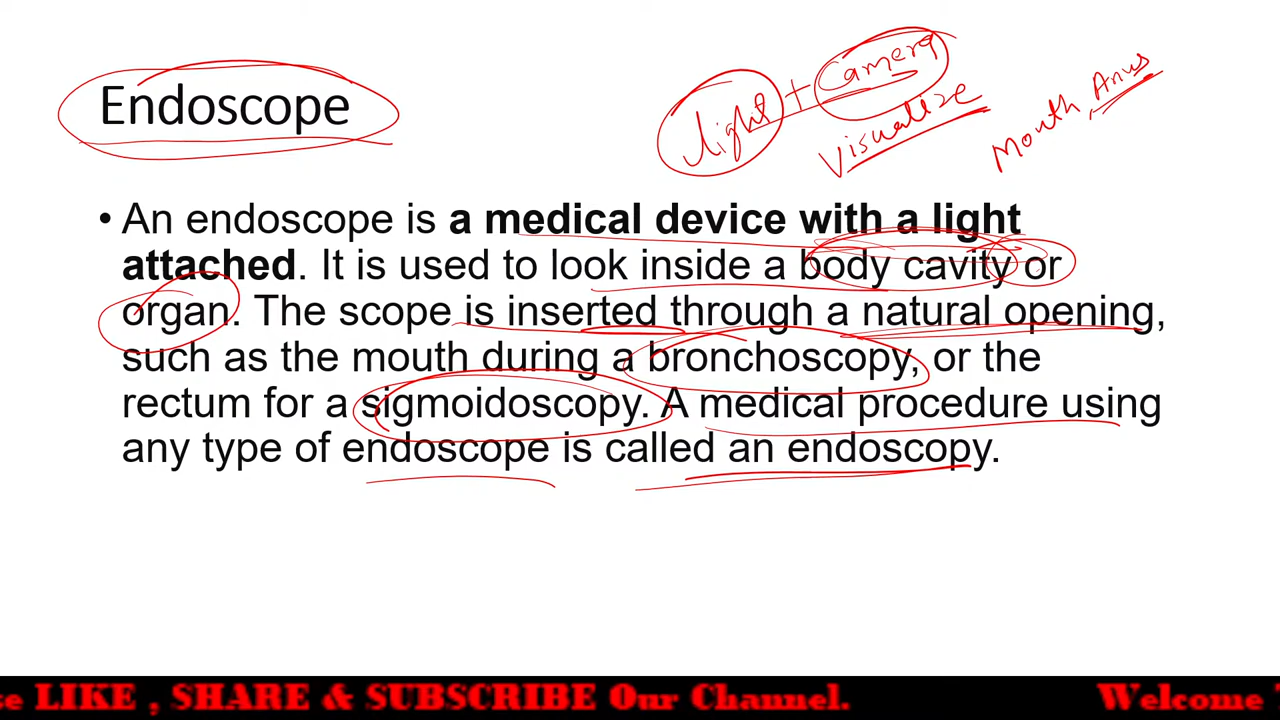 Endoscope
light + Camera
Visualize
Mouth, Anus
• An endoscope is a medical device with a light
attached. It is used to look inside a body cavity or
organ. The scope is inserted through a natural opening,
such as the mouth during a bronchoscopy, or the
rectum for a sigmoidoscopy. A medical procedure using
any type of endoscope is called an endoscopy.
LIKE , SHARE & SUBSCRIBE Our Channel. Welcome